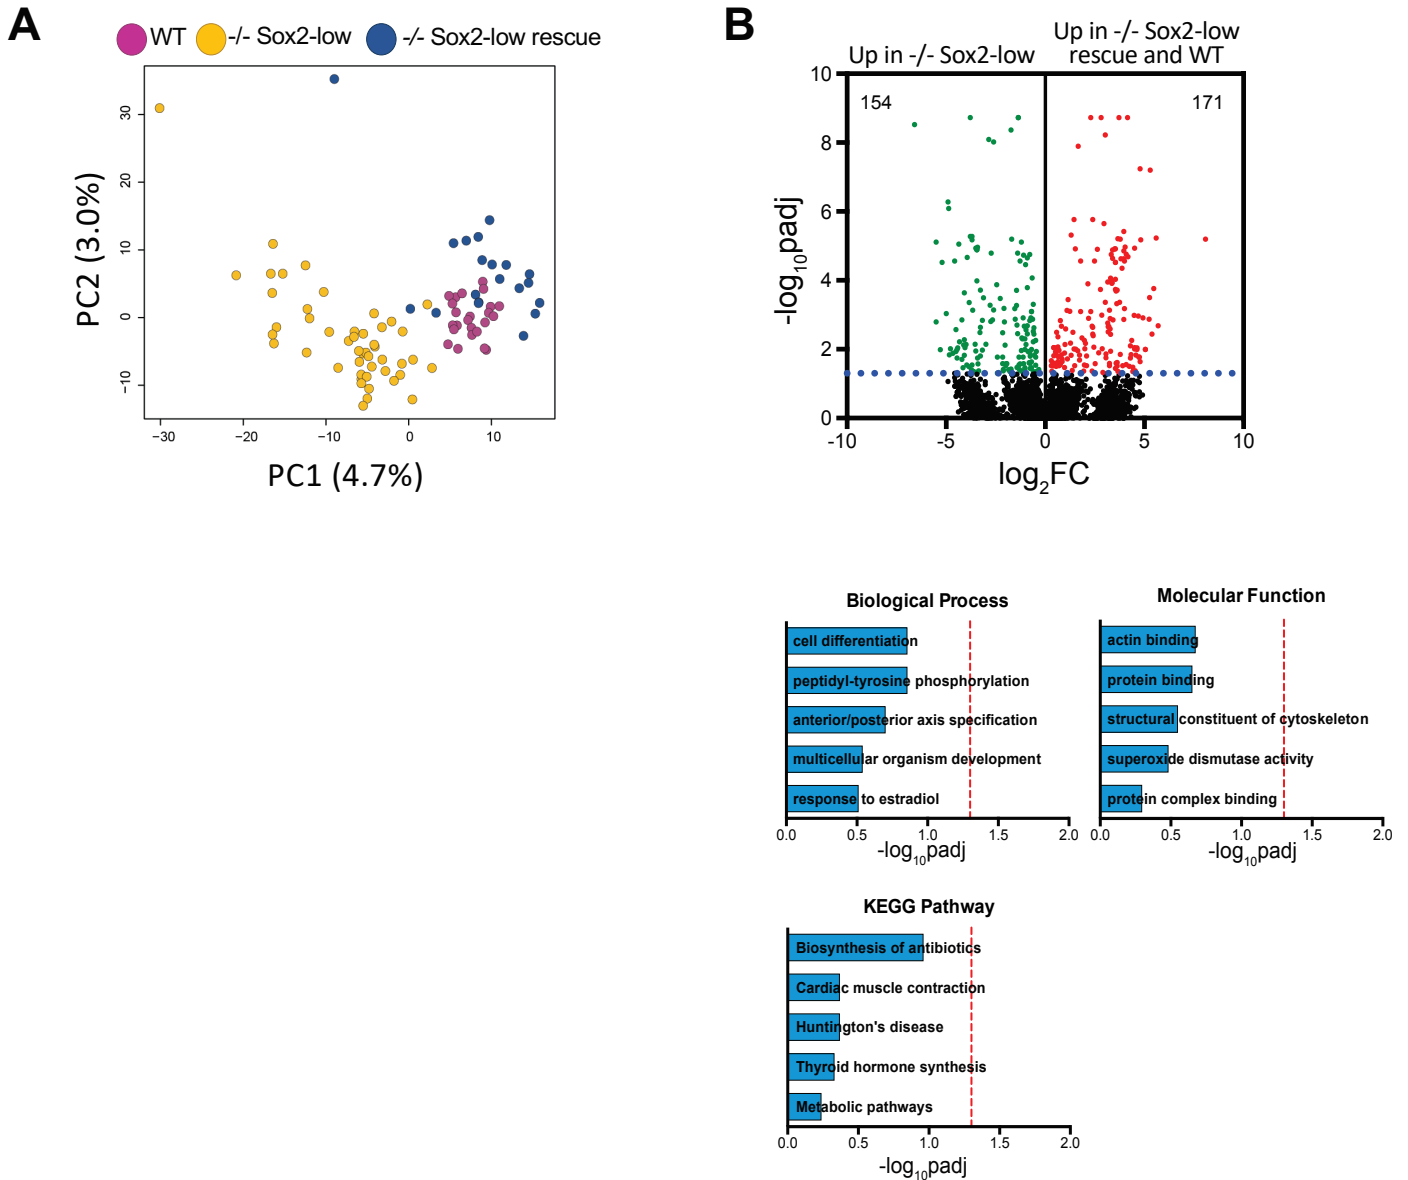 A
WT -/- Sox2-low -/- Sox2-low rescue
30
20
10
0
−10
−30 −20 −10 0 10
PC2 (3.0%)
PC1 (4.7%)
B
Up in -/- Sox2-low
Up in -/- Sox2-low
rescue and WT
154 171
10
8
6
4
2
0
-10 -5 0 5 10
-log10padj
log2FC
Biological Process
cell differentiation
peptidyl-tyrosine phosphorylation
anterior/posterior axis specification
multicellular organism development
response to estradiol
0.0 0.5 1.0 1.5 2.0
-log10padj
Molecular Function
actin binding
protein binding
structural constituent of cytoskeleton
superoxide dismutase activity
protein complex binding
0.0 0.5 1.0 1.5 2.0
-log10padj
KEGG Pathway
Biosynthesis of antibiotics
Cardiac muscle contraction
Huntington's disease
Thyroid hormone synthesis
Metabolic pathways
0.0 0.5 1.0 1.5 2.0
-log10padj